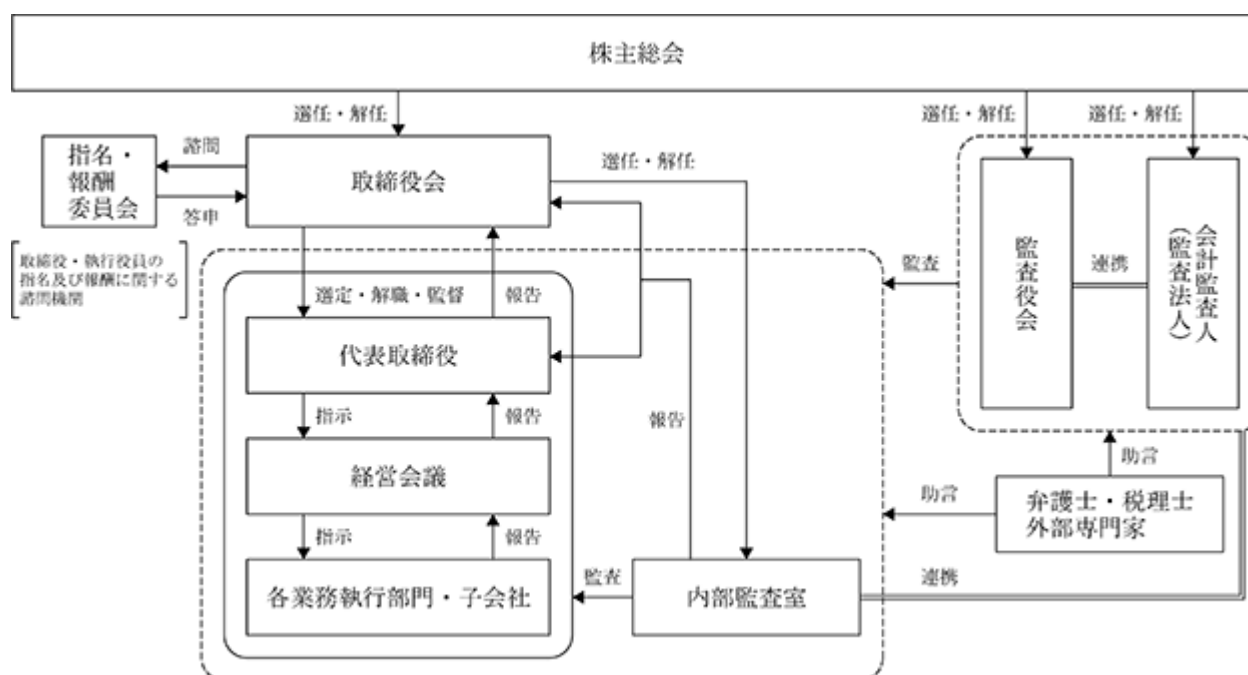 株主総会
選任・解任
選任・解任
選任・解任
指名・
報酬
委員会
諮問
答申
取締役会
選任・解任
取締役・執行役員の
指名及び報酬に関する
諮問機関
選定・解職・監督
報告
監査
監査役会
連携
会計監査人
（監査法人）
代表取締役
指示
報告
報告
経営会議
助言
助言
弁護士・税理士
外部専門家
指示
報告
各業務執行部門・子会社
監査
内部監査室
連携